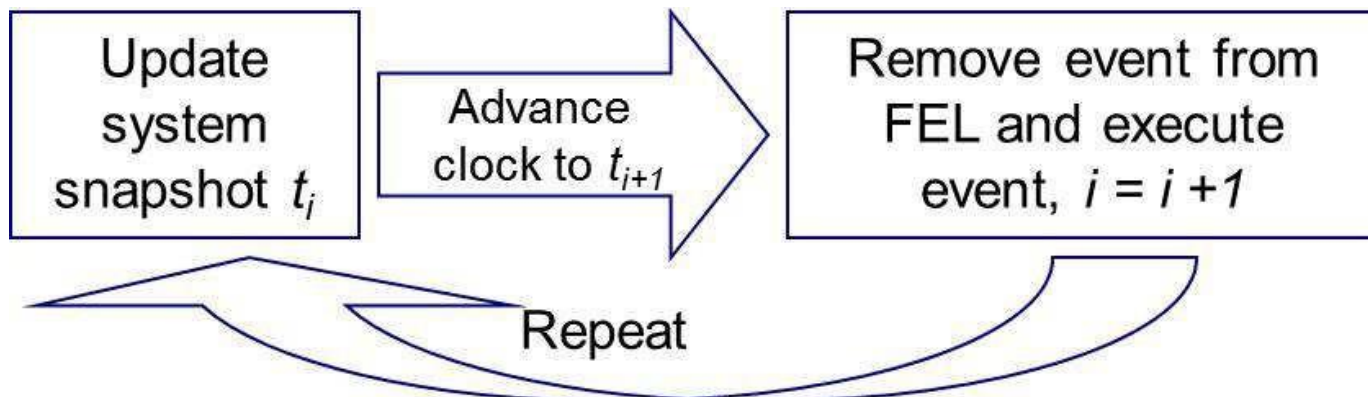 Update
system
snapshot tᵢ
Advance
clock to tᵢ₊₁
Remove event from
FEL and execute
event, i = i +1
Repeat